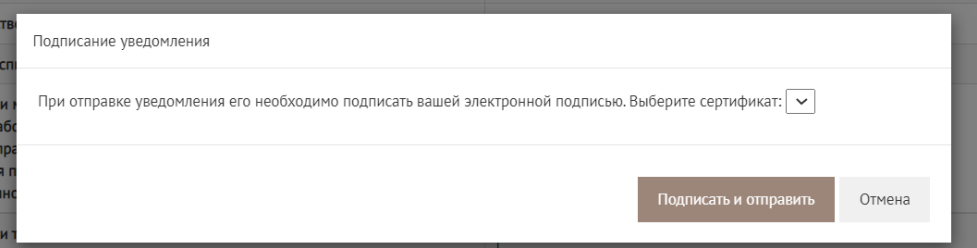 Подписание уведомления
При отправке уведомления его необходимо подписать вашей электронной подписью. Выберите сертификат:
Подписать и отправить
Отмена